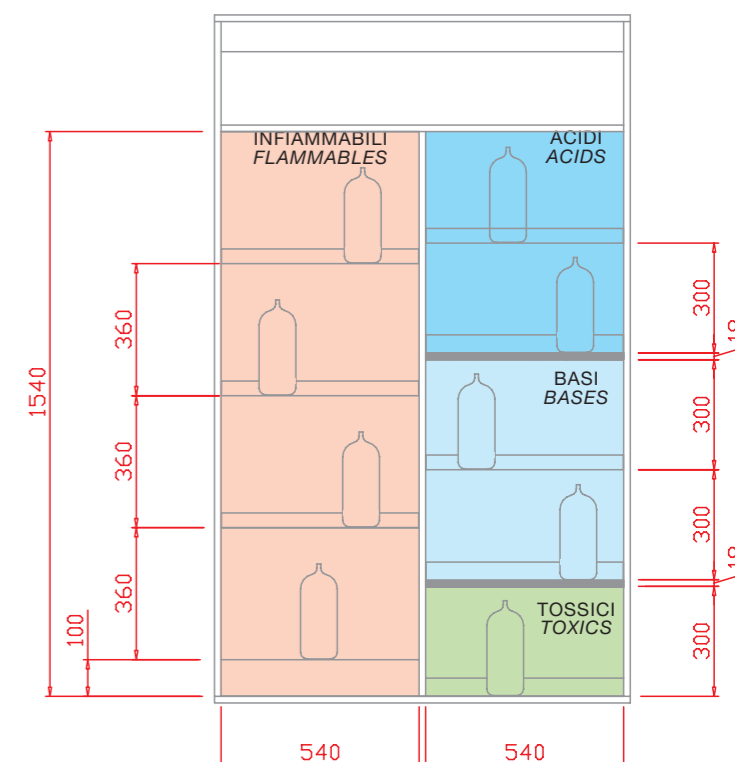 INFIAMMABILI
FLAMMABLES
ACIDI
ACIDS
BASI
BASES
TOSSICI
TOXICS
1540
360
360
360
100
300
300
300
300
540
540